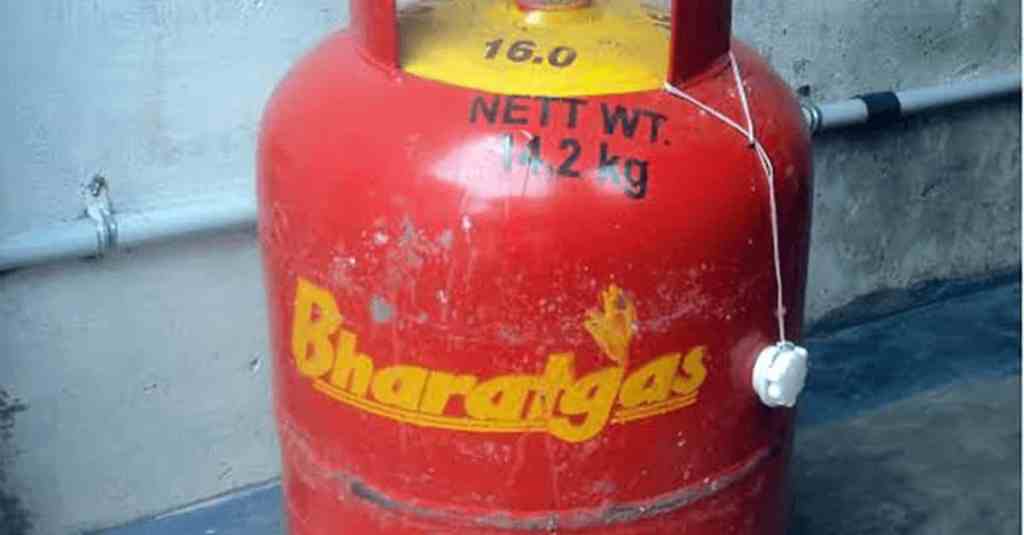 16.0
NETT WT.
14.2 kg
Bharatgas